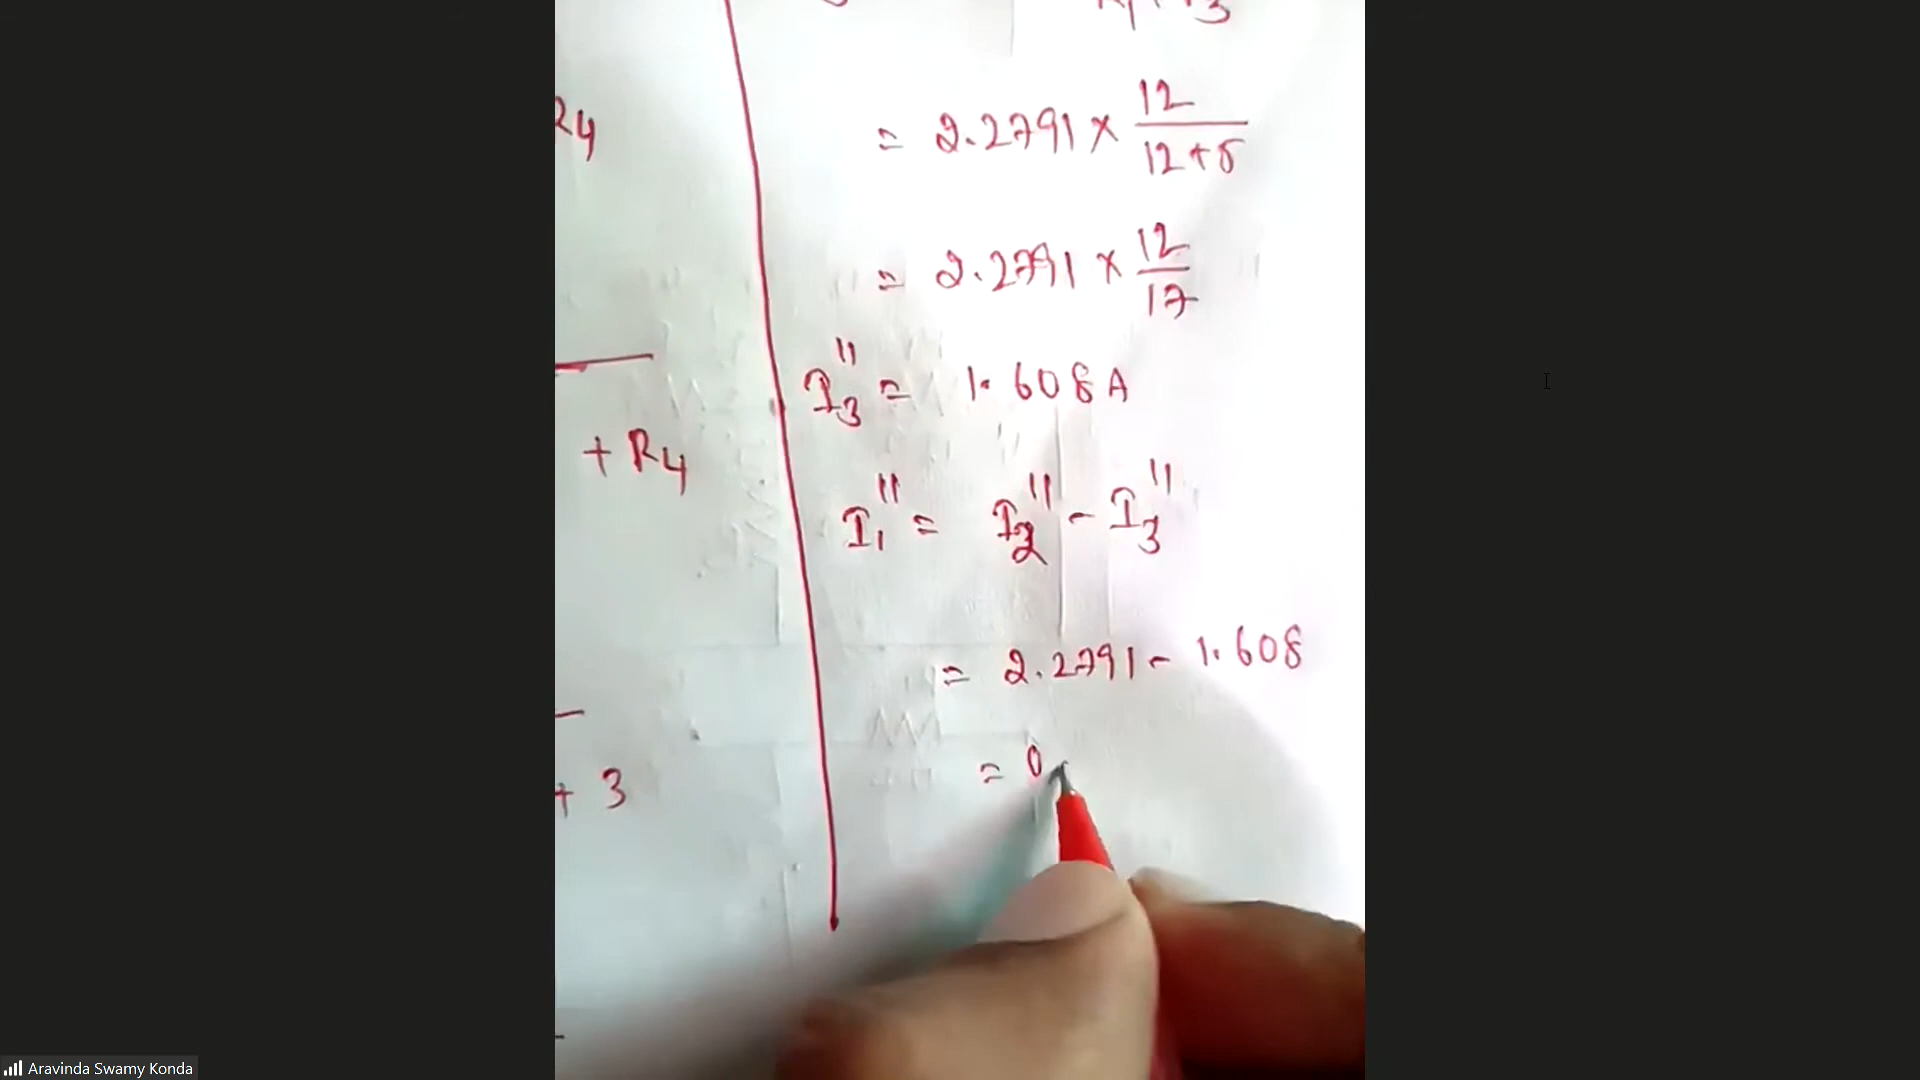 R4
= 2.2791 × 12/(12+5)
= 2.2791 × 12/17
I3'' = 1.608A
+ R4
I1'' = I2'' - I3''
= 2.2791 - 1.608
= 0.
+ 3
Aravinda Swamy Konda